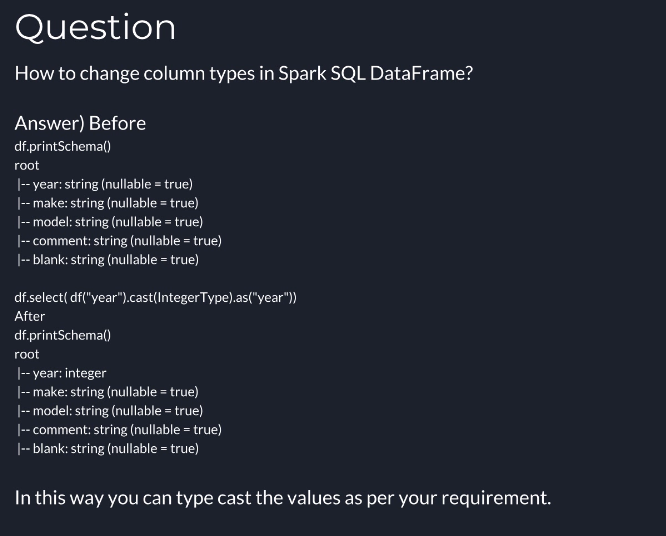 Question
How to change column types in Spark SQL DataFrame?
Answer) Before
df.printSchema()
root
|-- year: string (nullable = true)
|-- make: string (nullable = true)
|-- model: string (nullable = true)
|-- comment: string (nullable = true)
|-- blank: string (nullable = true)
df.select( df("year").cast(IntegerType).as("year"))
After
df.printSchema()
root
|-- year: integer
|-- make: string (nullable = true)
|-- model: string (nullable = true)
|-- comment: string (nullable = true)
|-- blank: string (nullable = true)
In this way you can type cast the values as per your requirement.